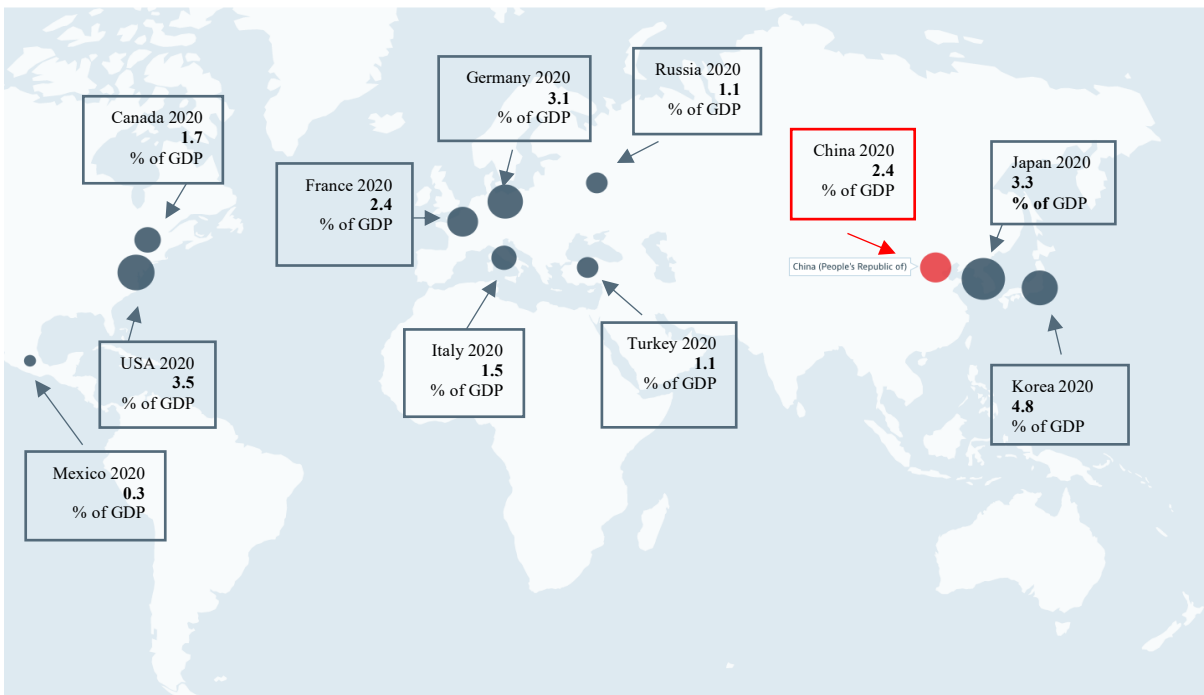 Germany 2020
3.1
% of GDP
Russia 2020
1.1
% of GDP
Canada 2020
1.7
% of GDP
France 2020
2.4
% of GDP
China 2020
2.4
% of GDP
Japan 2020
3.3
% of GDP
China (People's Republic of)
USA 2020
3.5
% of GDP
Italy 2020
1.5
% of GDP
Turkey 2020
1.1
% of GDP
Korea 2020
4.8
% of GDP
Mexico 2020
0.3
% of GDP